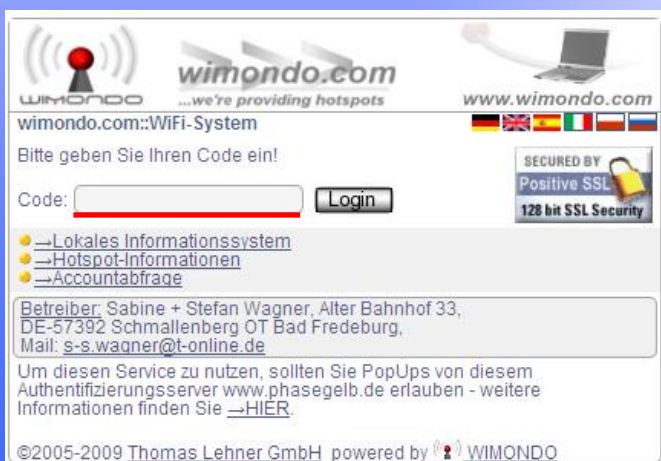 wimondo.com
WIMONDO
...we're providing hotspots
www.wimondo.com
wimondo.com::WiFi-System
Bitte geben Sie Ihren Code ein!
SECURED BY
Positive SSL
128 bit SSL Security
Code:
Login
→Lokales Informationssystem
→Hotspot-Informationen
→Accountabfrage
Betreiber: Sabine + Stefan Wagner, Alter Bahnhof 33,
DE-57392 Schmallenberg OT Bad Fredeburg,
Mail: s-s.wagner@t-online.de
Um diesen Service zu nutzen, sollten Sie PopUps von diesem
Authentifizierungsserver www.phasegelb.de erlauben - weitere
Informationen finden Sie →HIER.
©2005-2009 Thomas Lehner GmbH powered by WIMONDO